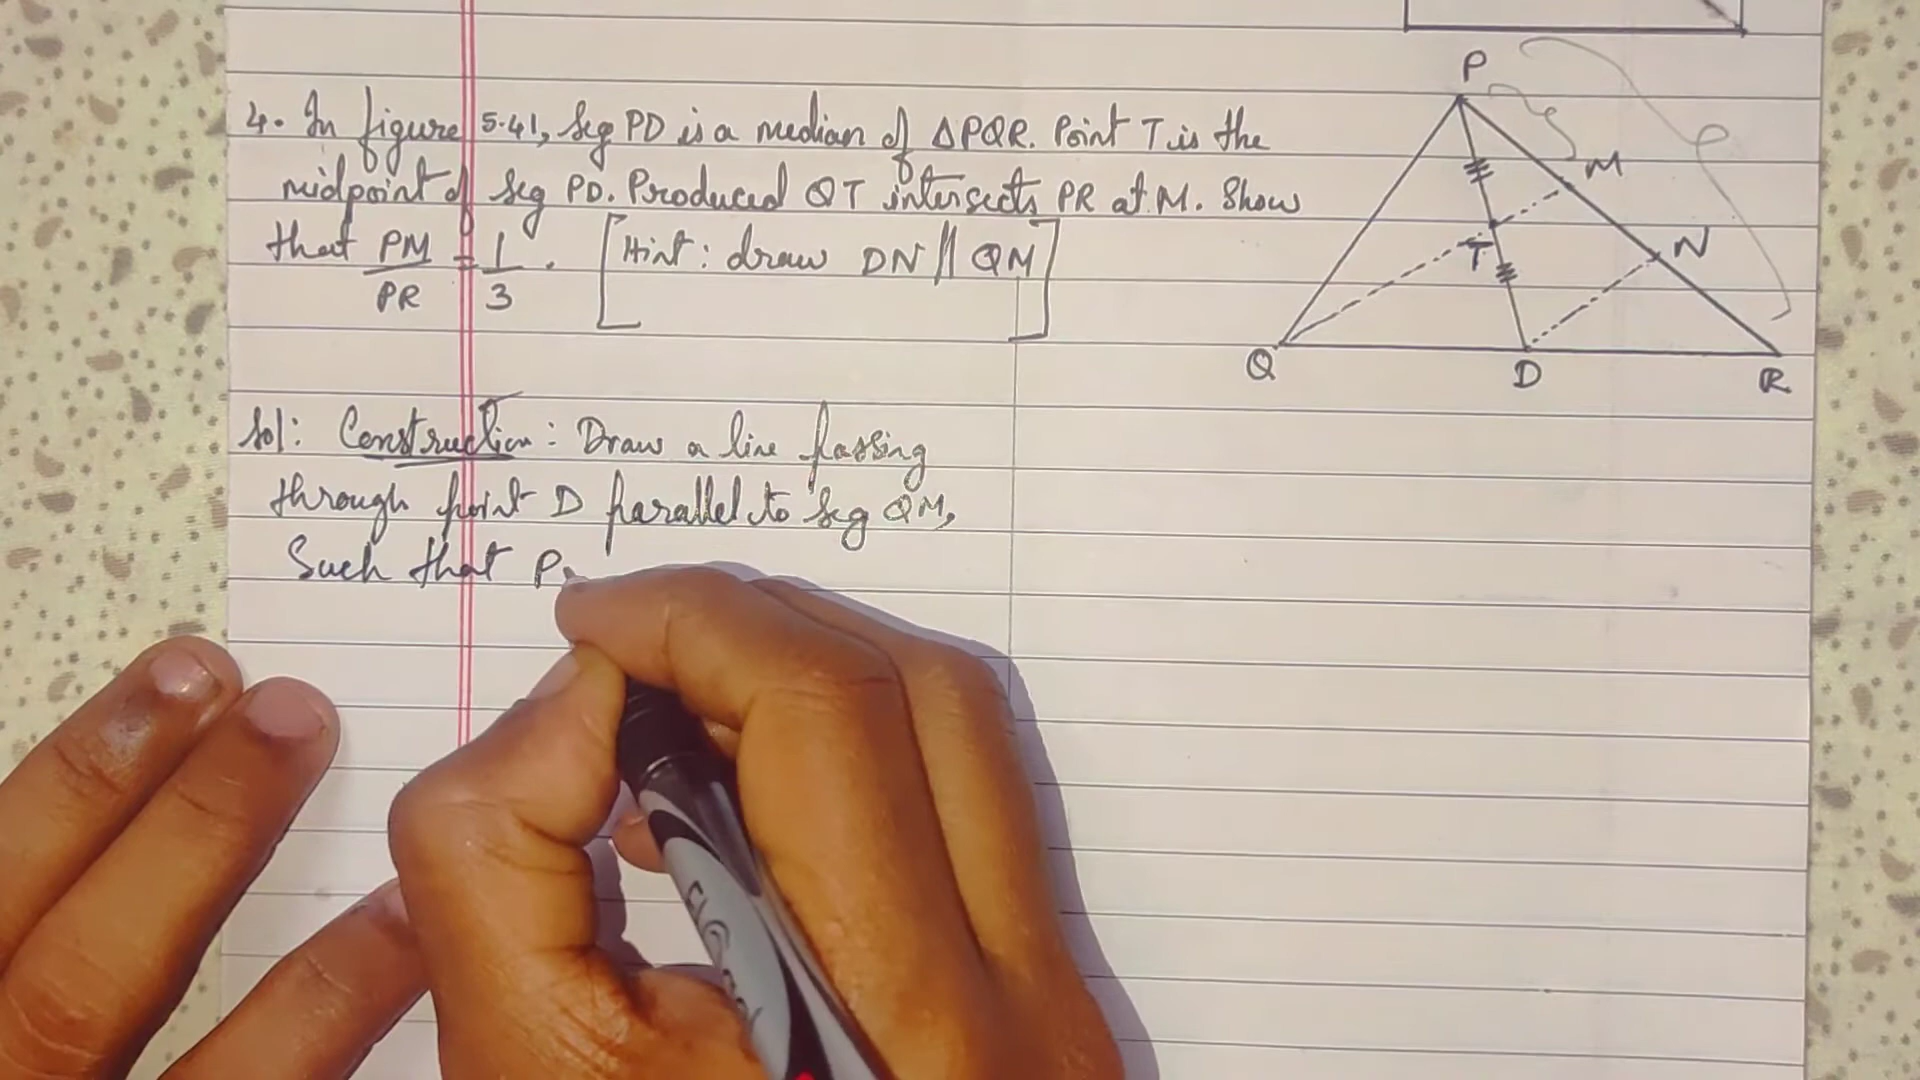 4. In figure 5.41, Seg PD is a median of ΔPQR. Point T is the
midpoint of Seg PD. Produced QT intersects PR at M. Show
that PM/PR = 1/3. [Hint: draw DN || QM]
P
M
T
N
Q
D
R
Sol: Construction: Draw a line passing
through point D parallel to Seg QM,
Such that P